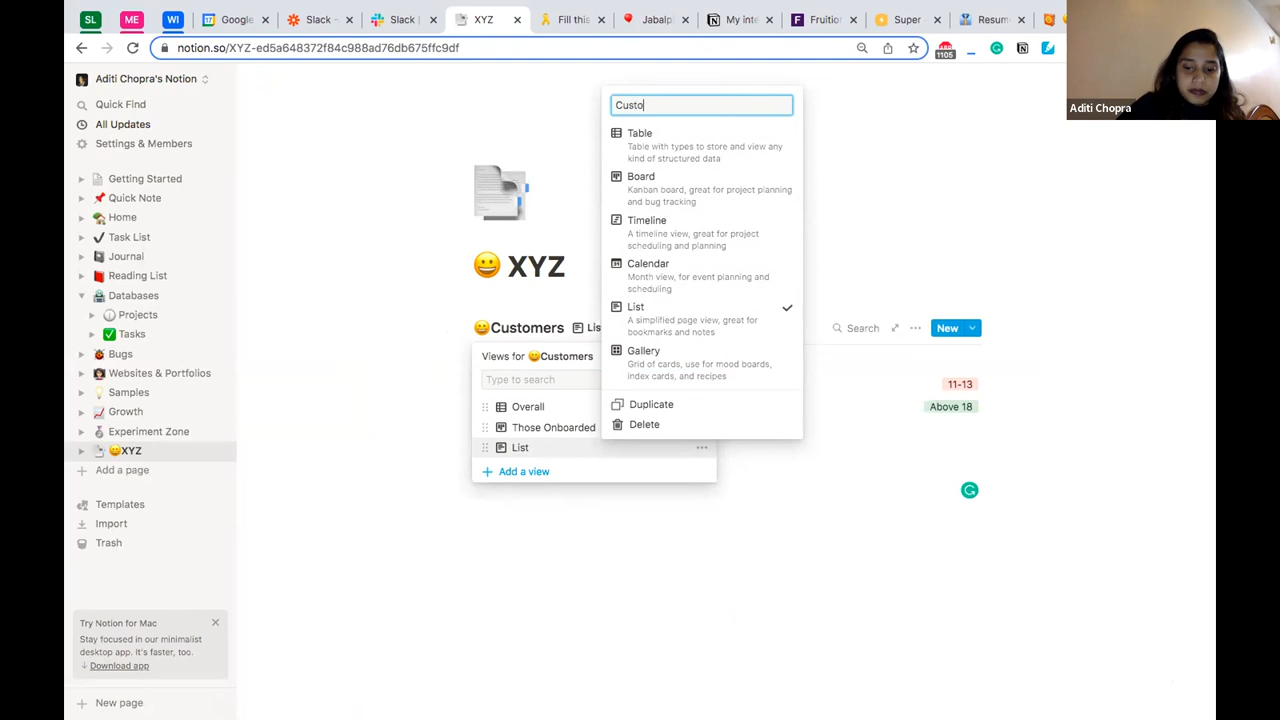 SL
ME
WI
Google
Slack -
Slack |
XYZ
Fill this
Jabalp
My inte
Fruition
Super -
Resum
notion.so/XYZ-ed5a648372f84c988ad76db675ffc9df
1105
Aditi Chopra
Aditi Chopra's Notion
Quick Find
All Updates
Settings & Members
Getting Started
Quick Note
Home
Task List
Journal
Reading List
Databases
Projects
Tasks
Bugs
Websites & Portfolios
Samples
Growth
Experiment Zone
😀XYZ
Add a page
Templates
Import
Trash
Try Notion for Mac
Stay focused in our minimalist
desktop app. it's faster, too.
↓ Download app
New page
😀 XYZ
😀Customers
Lis
Search
New
Views for 😀Customers
Type to search
Overall
Those Onboarded
List
Add a view
Custo
Table
Table with types to store and view any
kind of structured data
Board
Kanban board, great for project planning
and bug tracking
Timeline
A timeline view, great for project
scheduling and planning
Calendar
Month view, for event planning and
scheduling
List
A simplified page view, great for
bookmarks and notes
Gallery
Grid of cards, use for mood boards,
index cards, and recipes
Duplicate
Delete
11-13
Above 18